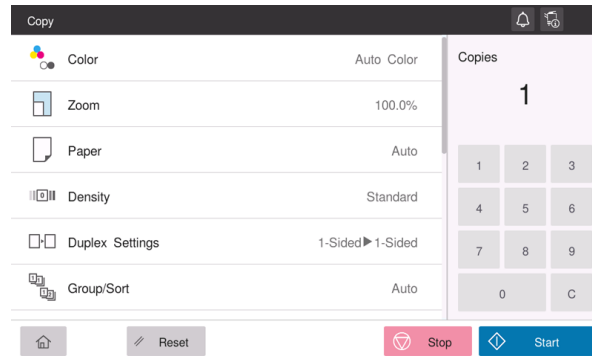 Copy
Color Auto Color
Zoom 100.0%
Paper Auto
Density Standard
Duplex Settings 1-Sided▶1-Sided
Group/Sort Auto
Copies
1
1 2 3
4 5 6
7 8 9
0 C
Reset Stop Start